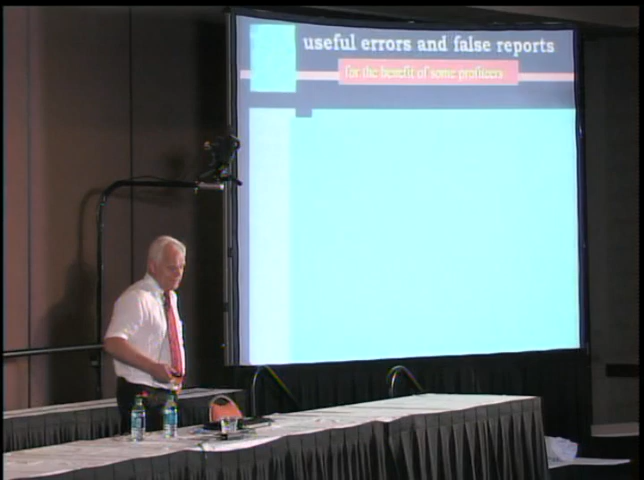 useful errors and false reports
for the benefit of some profiteers